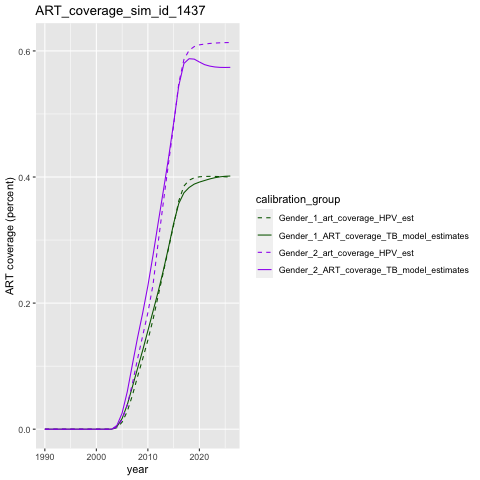 ART_coverage_sim_id_1437
ART coverage (percent)
0.6
0.4
0.2
0.0
1990
2000
2010
2020
year
calibration_group
Gender_1_art_coverage_HPV_est
Gender_1_ART_coverage_TB_model_estimates
Gender_2_art_coverage_HPV_est
Gender_2_ART_coverage_TB_model_estimates